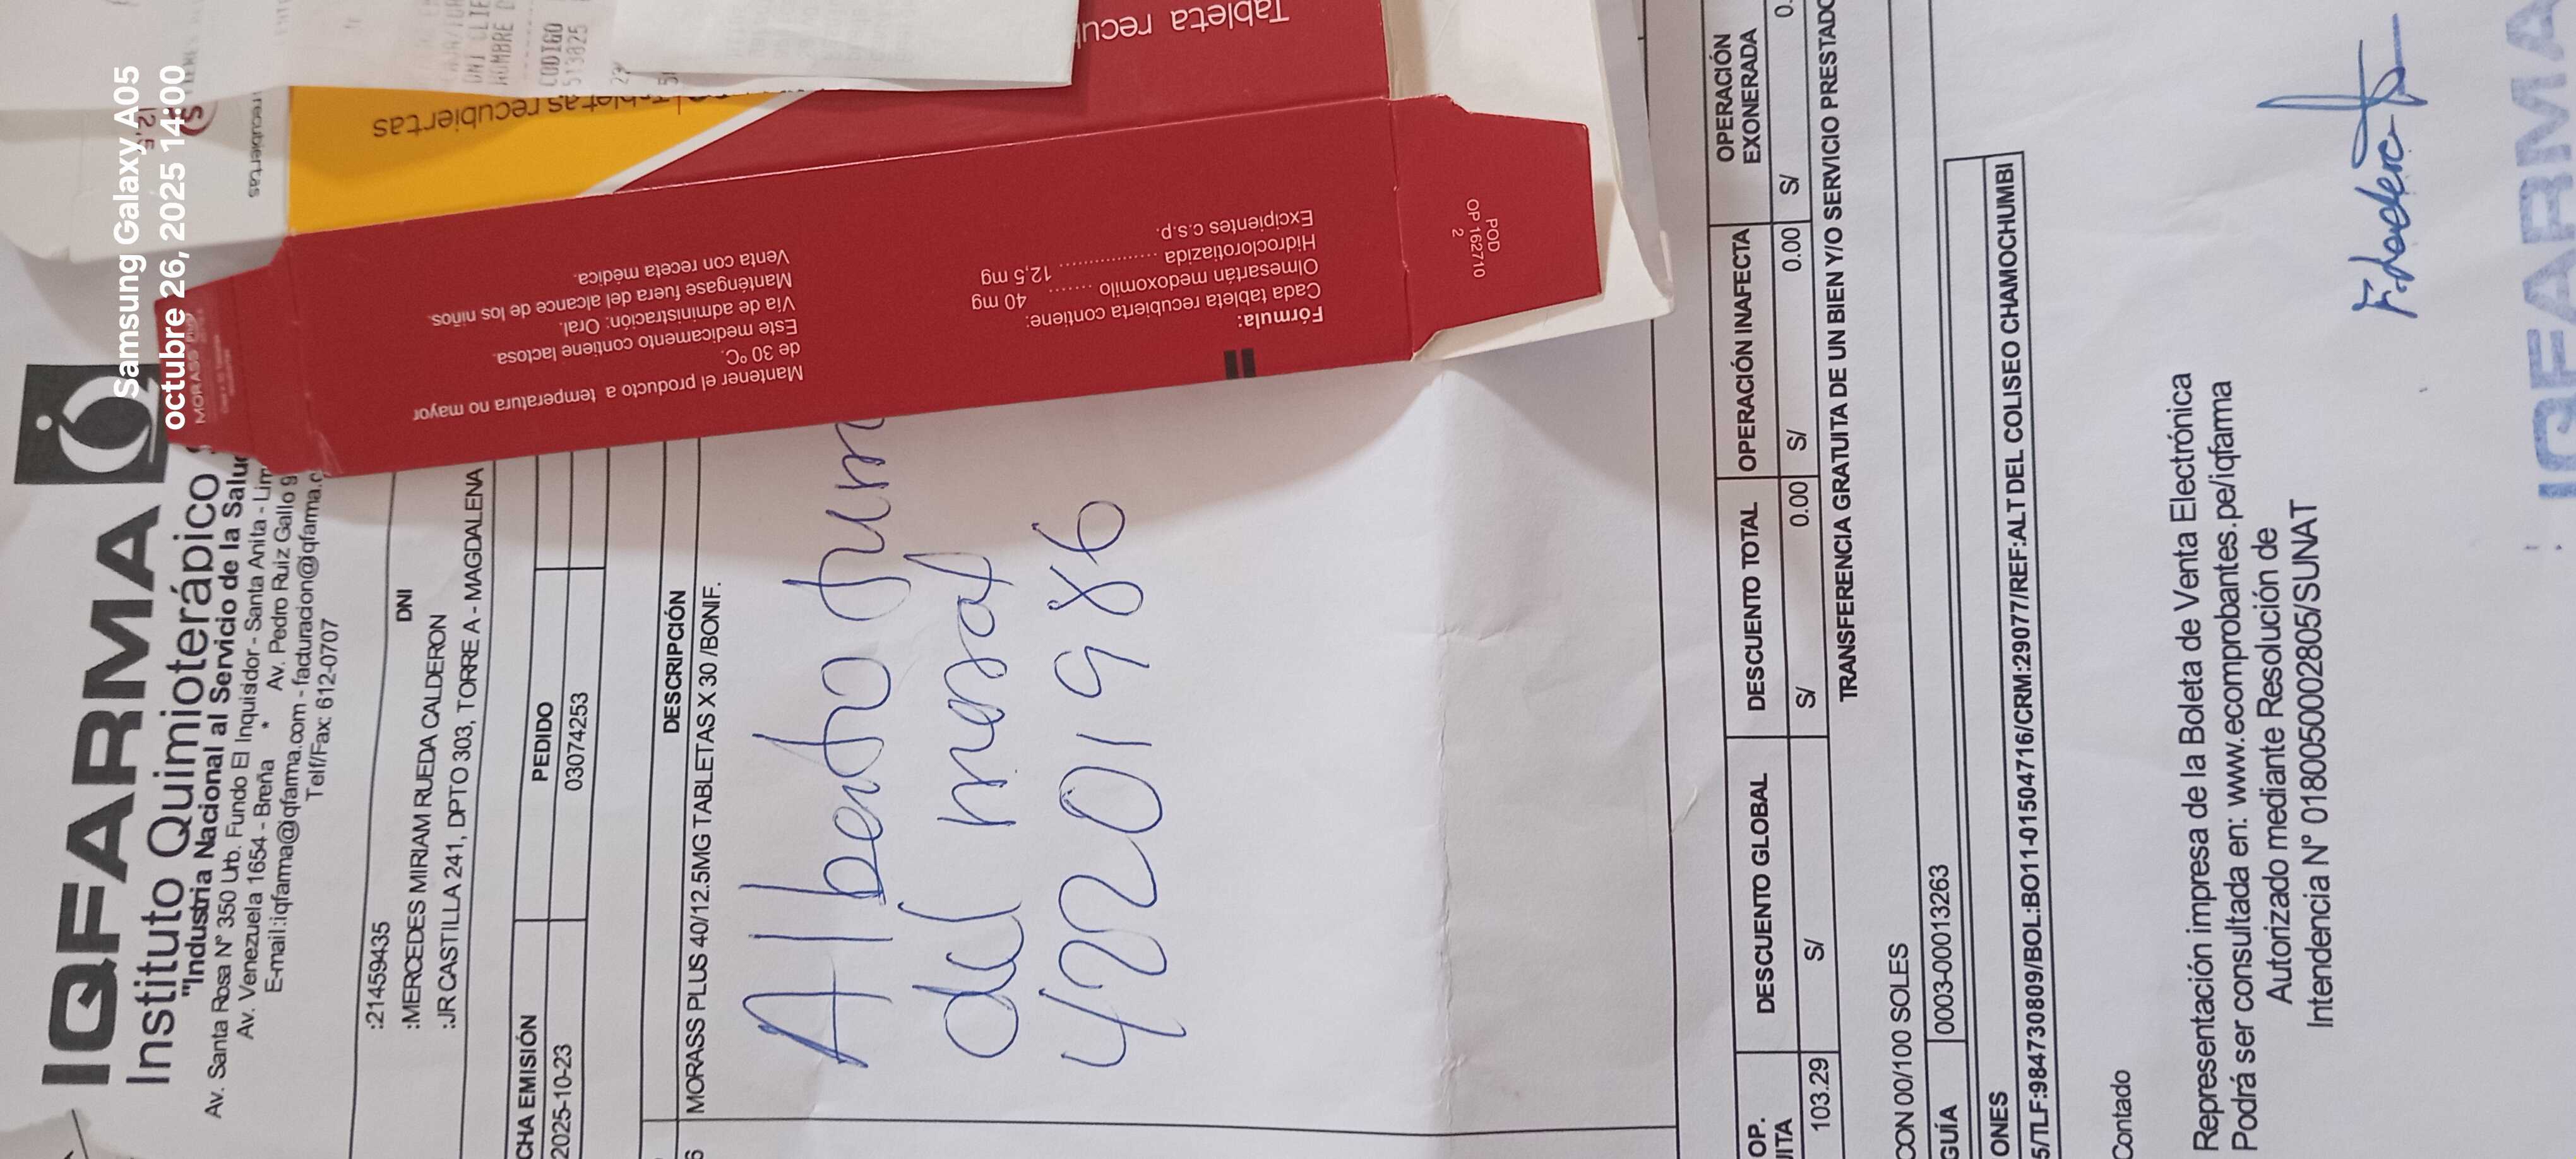 Samsung Galaxy A05
octubre 26, 2025 14:00
IQFARMA
Instituto Quimioterápico
"Industria Nacional al Servicio de la Salud
Av. Santa Rosa N° 350 Urb. Fundo El Inquisidor - Santa Anita - Lim
Av. Venezuela 1654 - Breña * Av. Pedro Ruiz Gallo
E-mail:iqfarma@iqfarma.com - facturacion@iqfarma.c
Telf/Fax: 612-0707
:21459435 DNI
:MERCEDES MIRIAM RUEDA CALDERON
:JR CASTILLA 241, DPTO 303, TORRE A - MAGDALENA
CHA EMISIÓN PEDIDO
2025-10-23 03074253
DESCRIPCIÓN
MORASS PLUS 40/12.5MG TABLETAS X 30 /BONIF.
Alberto
del
42201986
CODIGO
513025
Tabletas recubiertas
recubiertas
Tableta recu
Mantener el producto a temperatura no mayor
de 30 °C.
Este medicamento contiene lactosa.
Vía de administración: Oral.
Manténgase fuera del alcance de los niños.
Venta con receta médica.
Fórmula:
Cada tableta recubierta contiene:
Olmesartán medoxomilo ....... 40 mg
Hidroclorotiazida .................. 12,5 mg
Excipientes c.s.p.
POD
OP 162710
2
OP.
UITA DESCUENTO GLOBAL DESCUENTO TOTAL OPERACIÓN INAFECTA OPERACIÓN EXONERADA
103.29 S/ S/ 0.00 S/ 0.00 S/ 0.
TRANSFERENCIA GRATUITA DE UN BIEN Y/O SERVICIO PRESTADO
CON 00/100 SOLES
GUÍA 0003-00013263
ONES
5/TLF:984730809/BOL:BO11-01504716/CRM:29077/REF:ALT DEL COLISEO CHAMOCHUMBI
Contado
Representación impresa de la Boleta de Venta Electrónica
Podrá ser consultada en: www.ecomprobantes.pe/iqfarma
Autorizado mediante Resolución de
Intendencia N° 0180050002805/SUNAT
IQFARMA